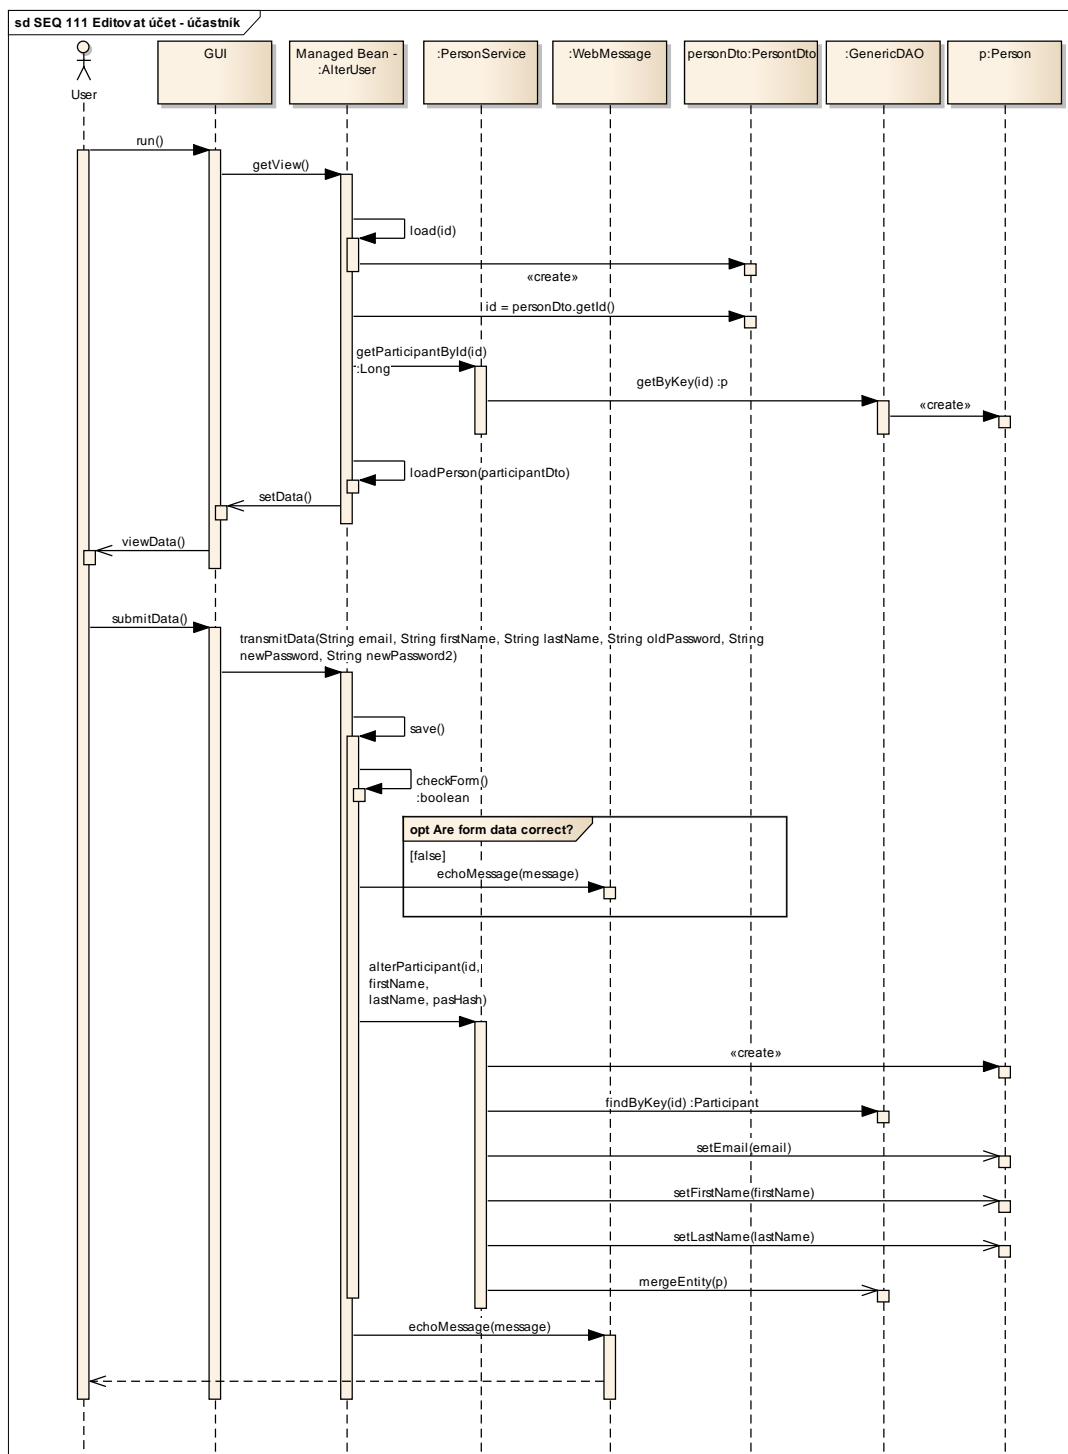 sd SEQ 111 Editovat účet - účastník
User
GUI
Managed Bean -
:AlterUser
:PersonService
:WebMessage
personDto:PersontDto
:GenericDAO
p:Person
run()
getView()
load(id)
«create»
id = personDto.getId()
getParticipantById(id)
:Long
getByKey(id) :p
«create»
loadPerson(participantDto)
setData()
viewData()
submitData()
transmitData(String email, String firstName, String lastName, String oldPassword, String
newPassword, String newPassword2)
save()
checkForm()
:boolean
opt Are form data correct?
[false]
echoMessage(message)
alterParticipant(id,
firstName,
lastName, pasHash)
«create»
findByKey(id) :Participant
setEmail(email)
setFirstName(firstName)
setLastName(lastName)
mergeEntity(p)
echoMessage(message)